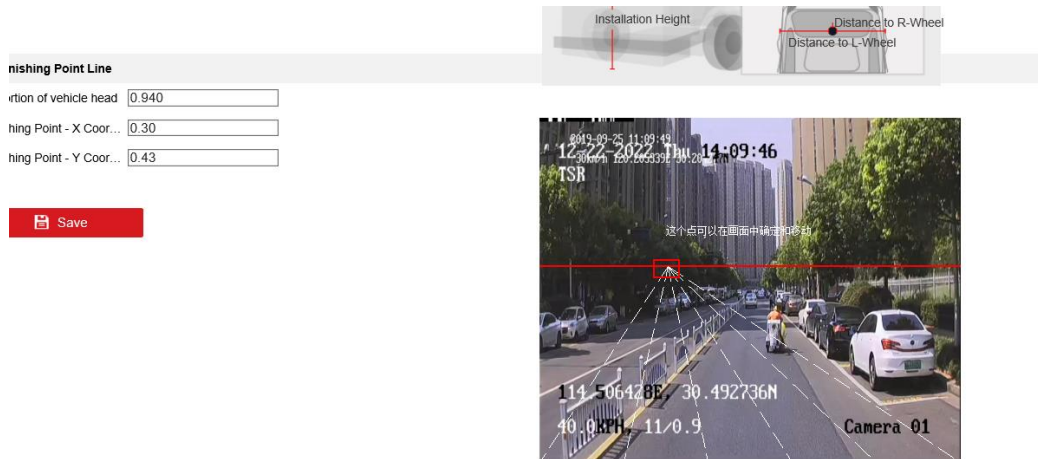 Installation Height
Distance to R-Wheel
Distance to L-Wheel
nishing Point Line
rtion of vehicle head 0.940
hing Point - X Coor... 0.30
hing Point - Y Coor... 0.43
Save
2019-09-25 11:09:49
12-22-2022 Thu 14:09:46
30km/h
TSR
这个点可以在画面中确定和移动
114.506428E, 30.492736N
40.0KPH, 11/0.9
Camera 01